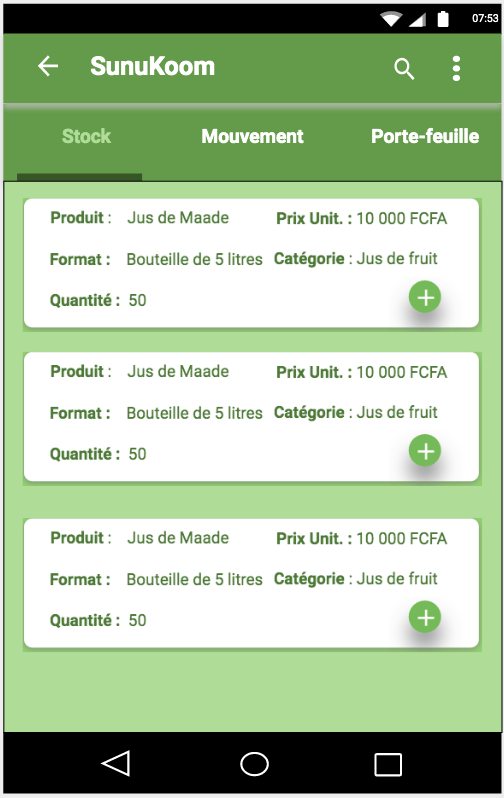 07:53
SunuKoom
Stock Mouvement Porte-feuille
Produit : Jus de Maade Prix Unit. : 10 000 FCFA
Format : Bouteille de 5 litres Catégorie : Jus de fruit
Quantité : 50
Produit : Jus de Maade Prix Unit. : 10 000 FCFA
Format : Bouteille de 5 litres Catégorie : Jus de fruit
Quantité : 50
Produit : Jus de Maade Prix Unit. : 10 000 FCFA
Format : Bouteille de 5 litres Catégorie : Jus de fruit
Quantité : 50